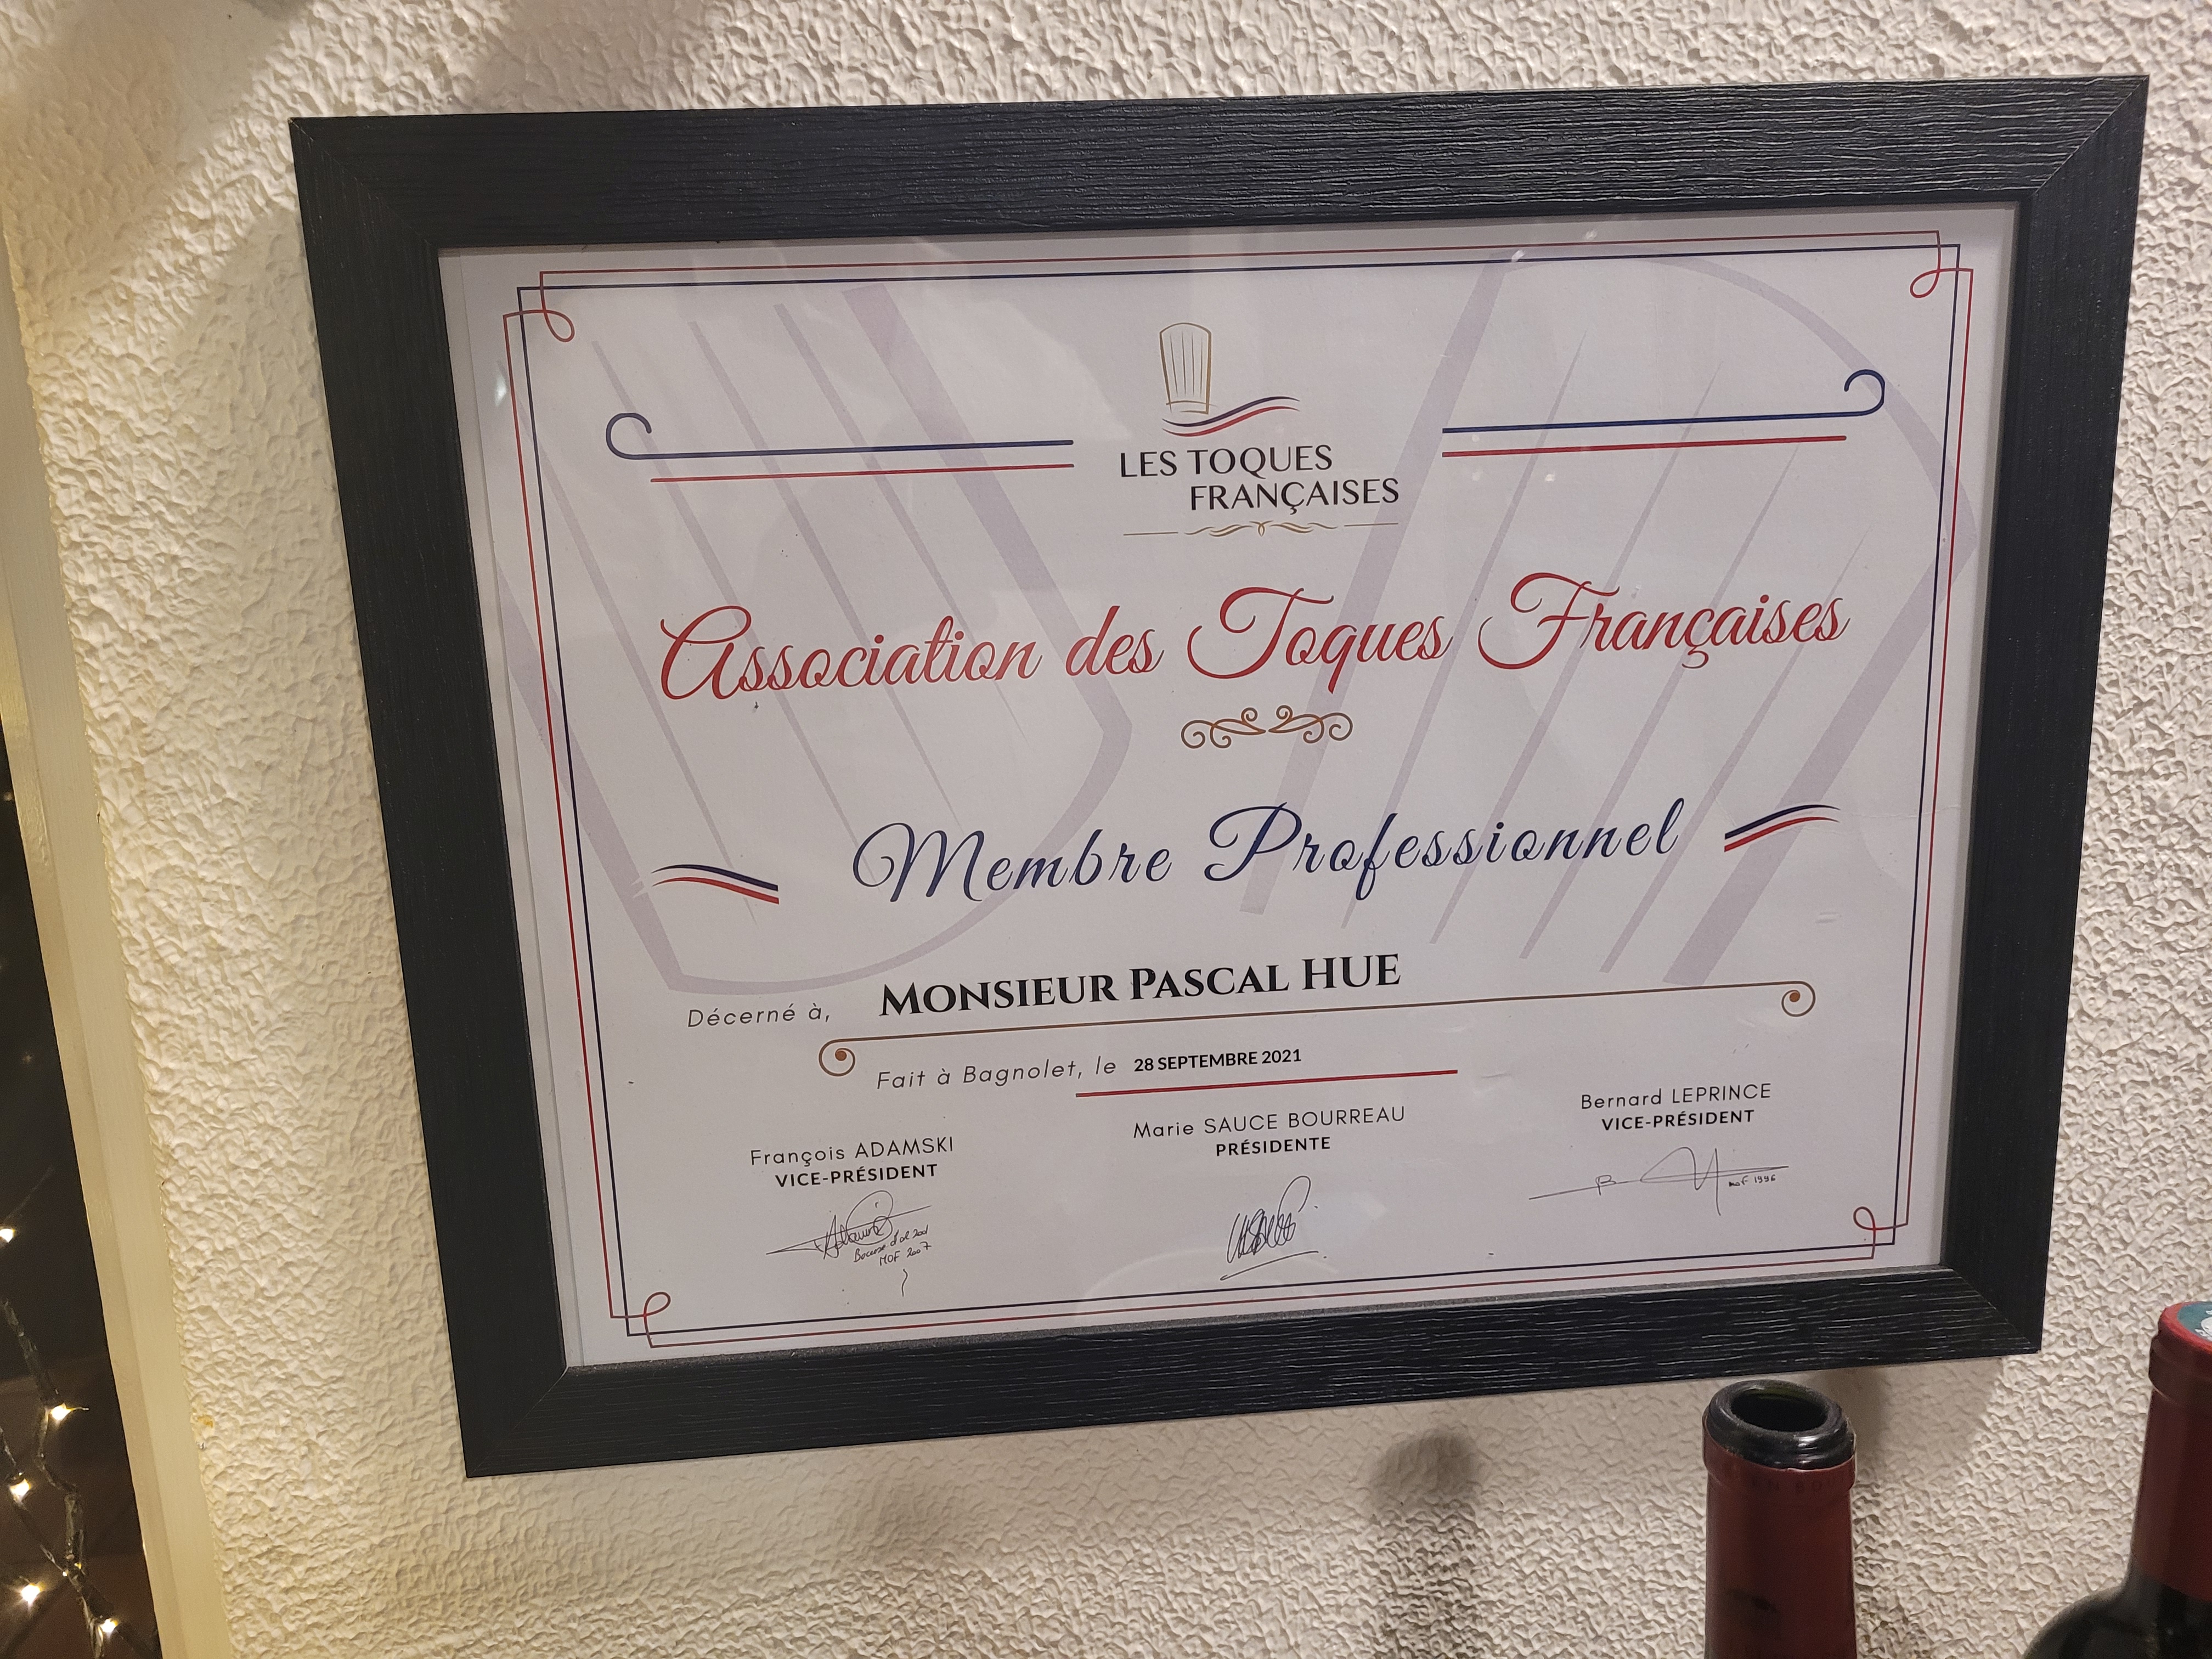 LES TOQUES
FRANÇAISES
Association des Toques Françaises
Membre Professionnel
Décerné à, MONSIEUR PASCAL HUE
Fait à Bagnolet, le 28 SEPTEMBRE 2021
François ADAMSKI
VICE-PRÉSIDENT
Marie SAUCE BOURREAU
PRÉSIDENTE
Bernard LEPRINCE
VICE-PRÉSIDENT
Bocuse d'or 2001
MOF 2007
MOF 1996